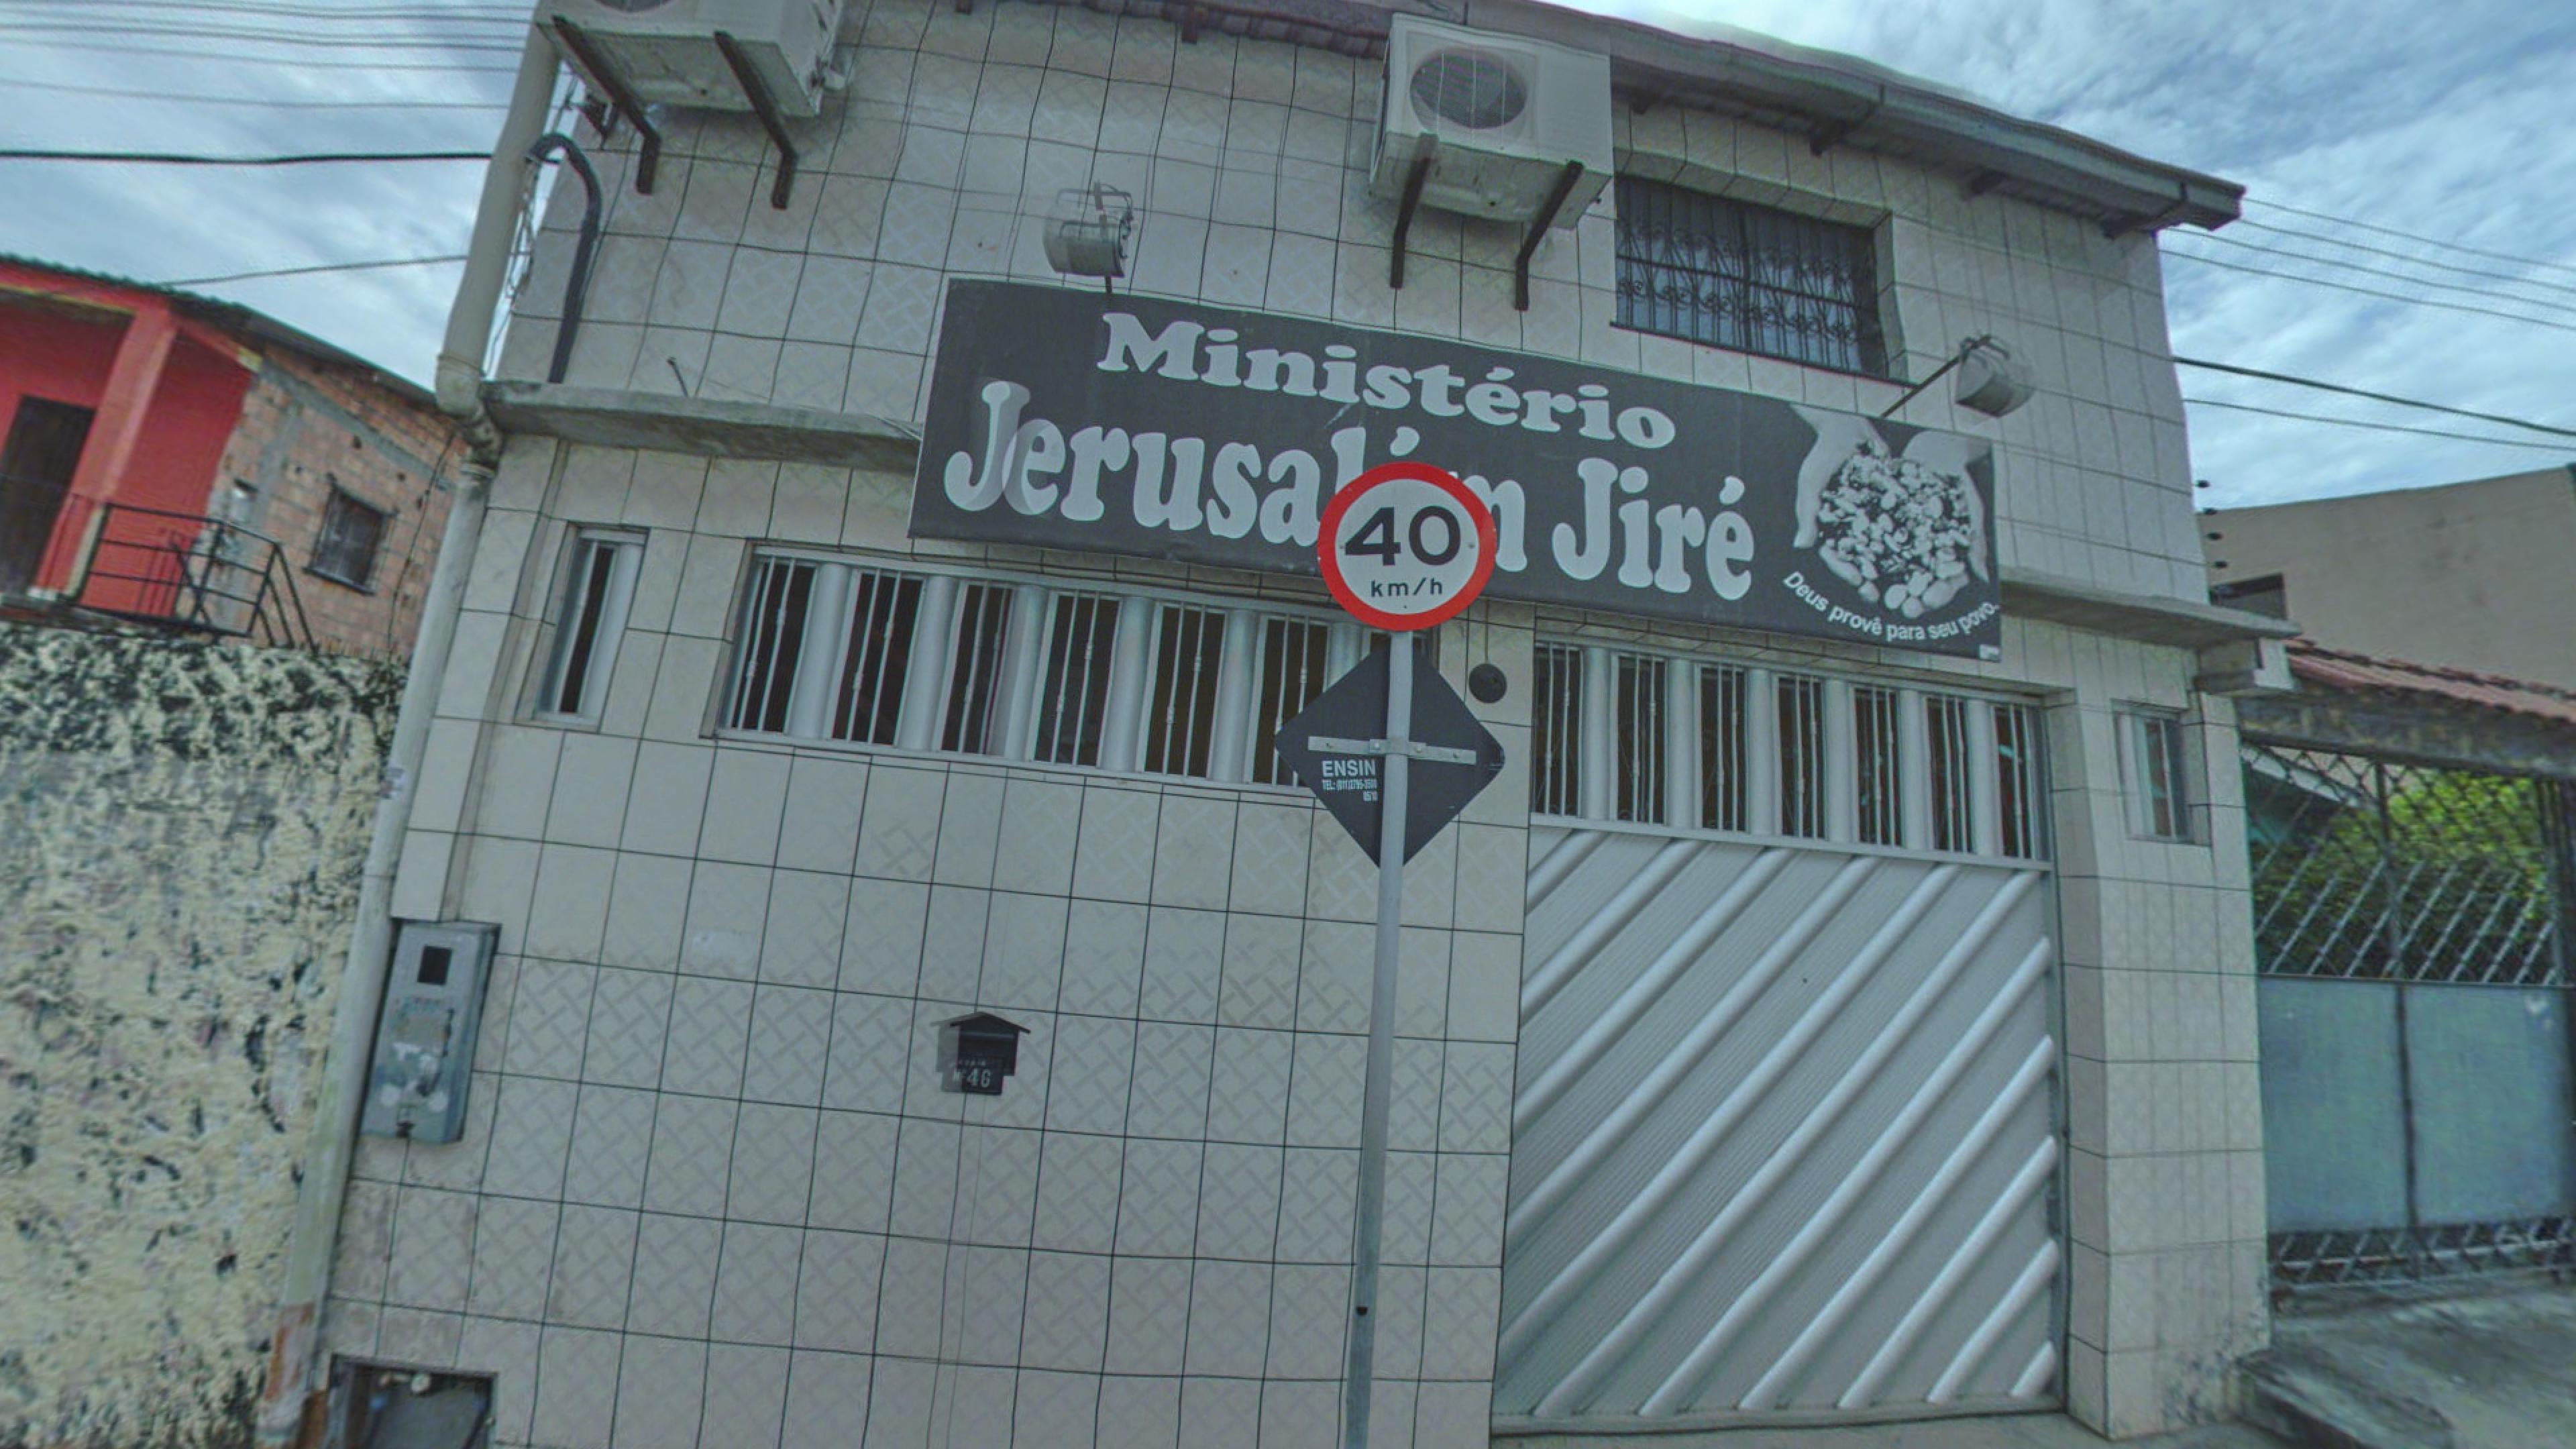 Ministério
Jerusalém Jiré
Deus provê para seu povo.
40
km/h
ENSIN
Nº 46